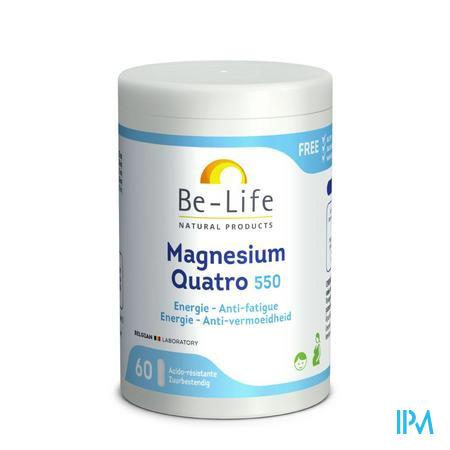 FREE
Be-Life
NATURAL PRODUCTS
Magnesium
Quatro 550
Energie - Anti-fatigue
Energie - Anti-vermoeidheid
BELGIAN LABORATORY
60 Acido-résistante
Zuurbestendig
IPM